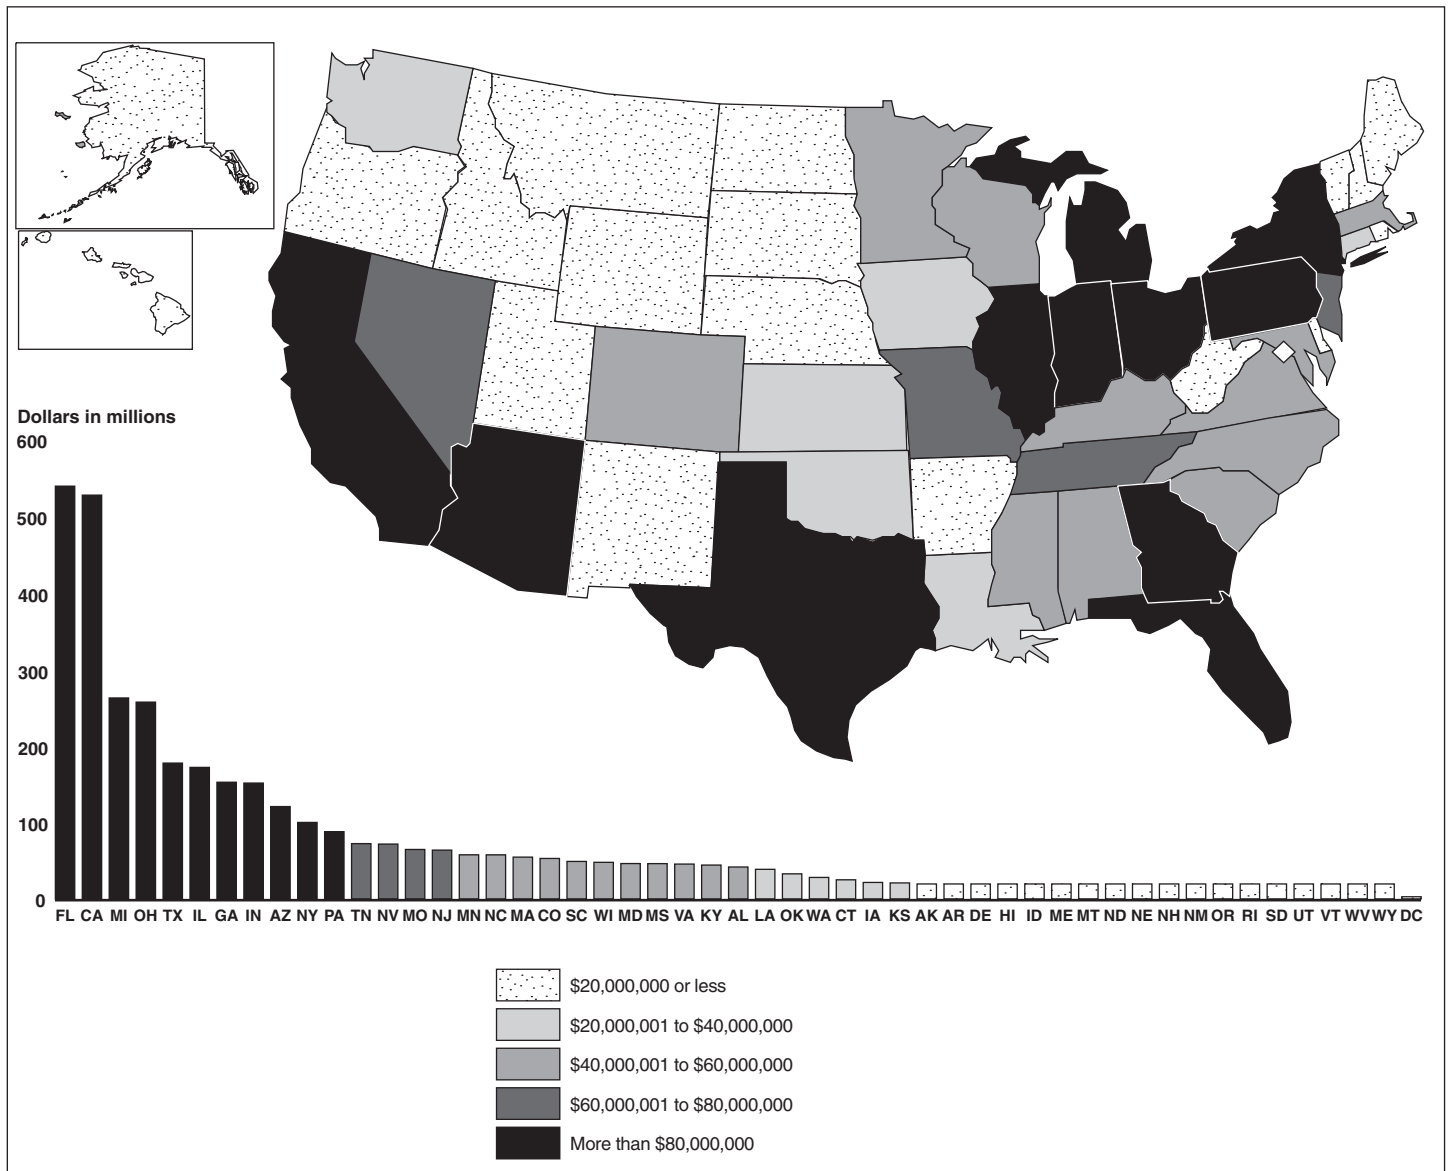 Dollars in millions
600
500
400
300
200
100
0
FL CA MI OH TX IL GA IN AZ NY PA TN NV MO NJ MN NC MA CO SC WI MD MS VA KY AL LA OK WA CT IA KS AK AR DE HI ID ME MT ND NE NH NM OR RI SD UT VT WV WY DC
$20,000,000 or less
$20,000,001 to $40,000,000
$40,000,001 to $60,000,000
$60,000,001 to $80,000,000
More than $80,000,000